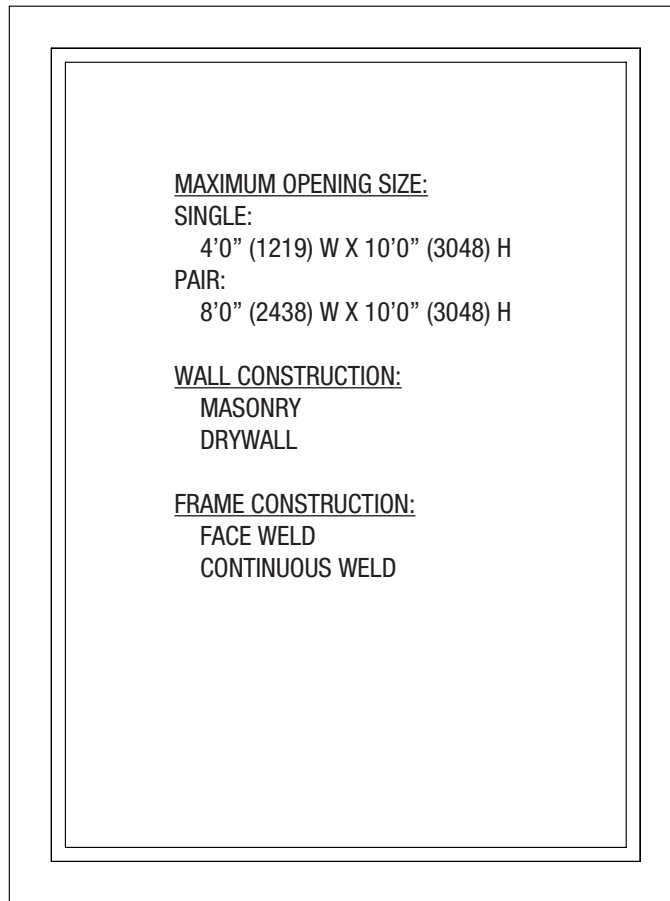 MAXIMUM OPENING SIZE:
SINGLE:
4’0” (1219) W X 10’0” (3048) H
PAIR:
8’0” (2438) W X 10’0” (3048) H
WALL CONSTRUCTION:
MASONRY
DRYWALL
FRAME CONSTRUCTION:
FACE WELD
CONTINUOUS WELD